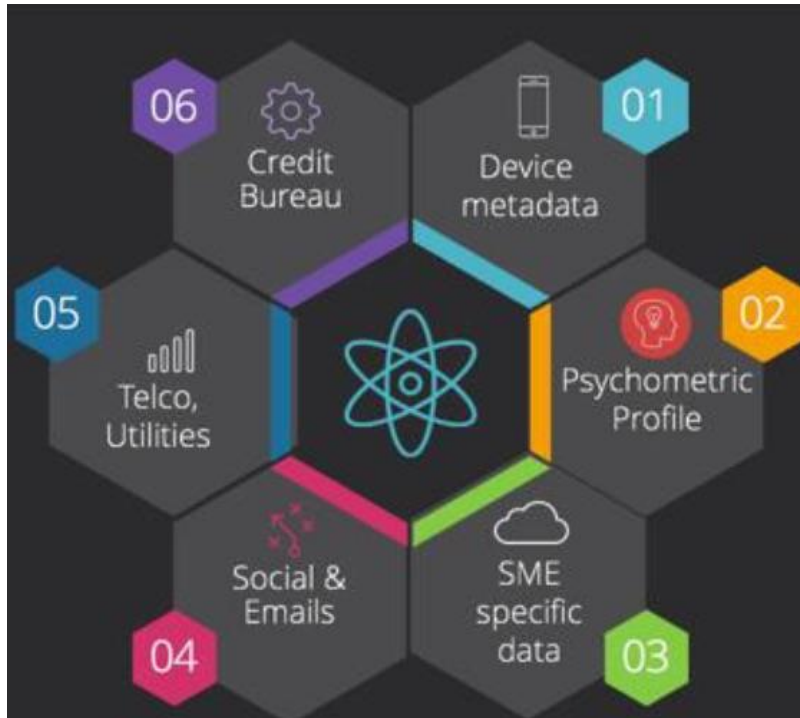 01
Device
metadata
02
Psychometric
Profile
03
SME
specific
data
04
Social &
Emails
05
Telco,
Utilities
06
Credit
Bureau